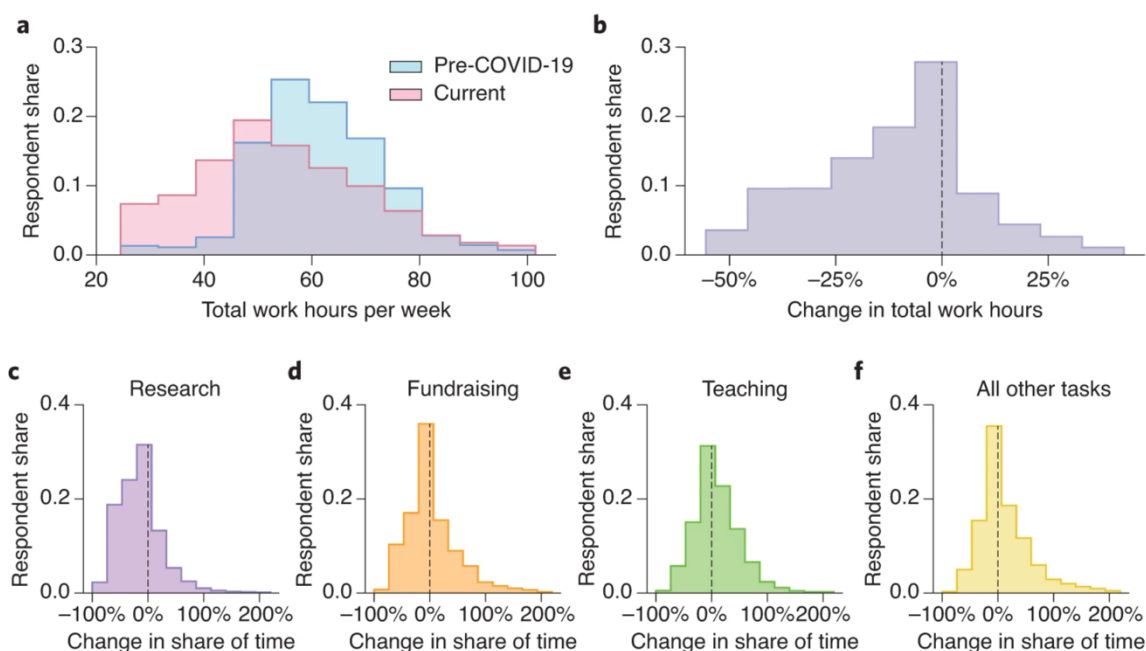 a
0.3
0.2
0.1
0.0
Respondent share
Pre-COVID-19
Current
20 40 60 80 100
Total work hours per week
b
0.3
0.2
0.1
0.0
Respondent share
–50% –25% 0% 25%
Change in total work hours
c
Research
0.4
0.2
0.0
Respondent share
–100% 0% 100% 200%
Change in share of time
d
Fundraising
0.4
0.2
0.0
Respondent share
–100% 0% 100% 200%
Change in share of time
e
Teaching
0.4
0.2
0.0
Respondent share
–100% 0% 100% 200%
Change in share of time
f
All other tasks
0.4
0.2
0.0
Respondent share
–100% 0% 100% 200%
Change in share of time